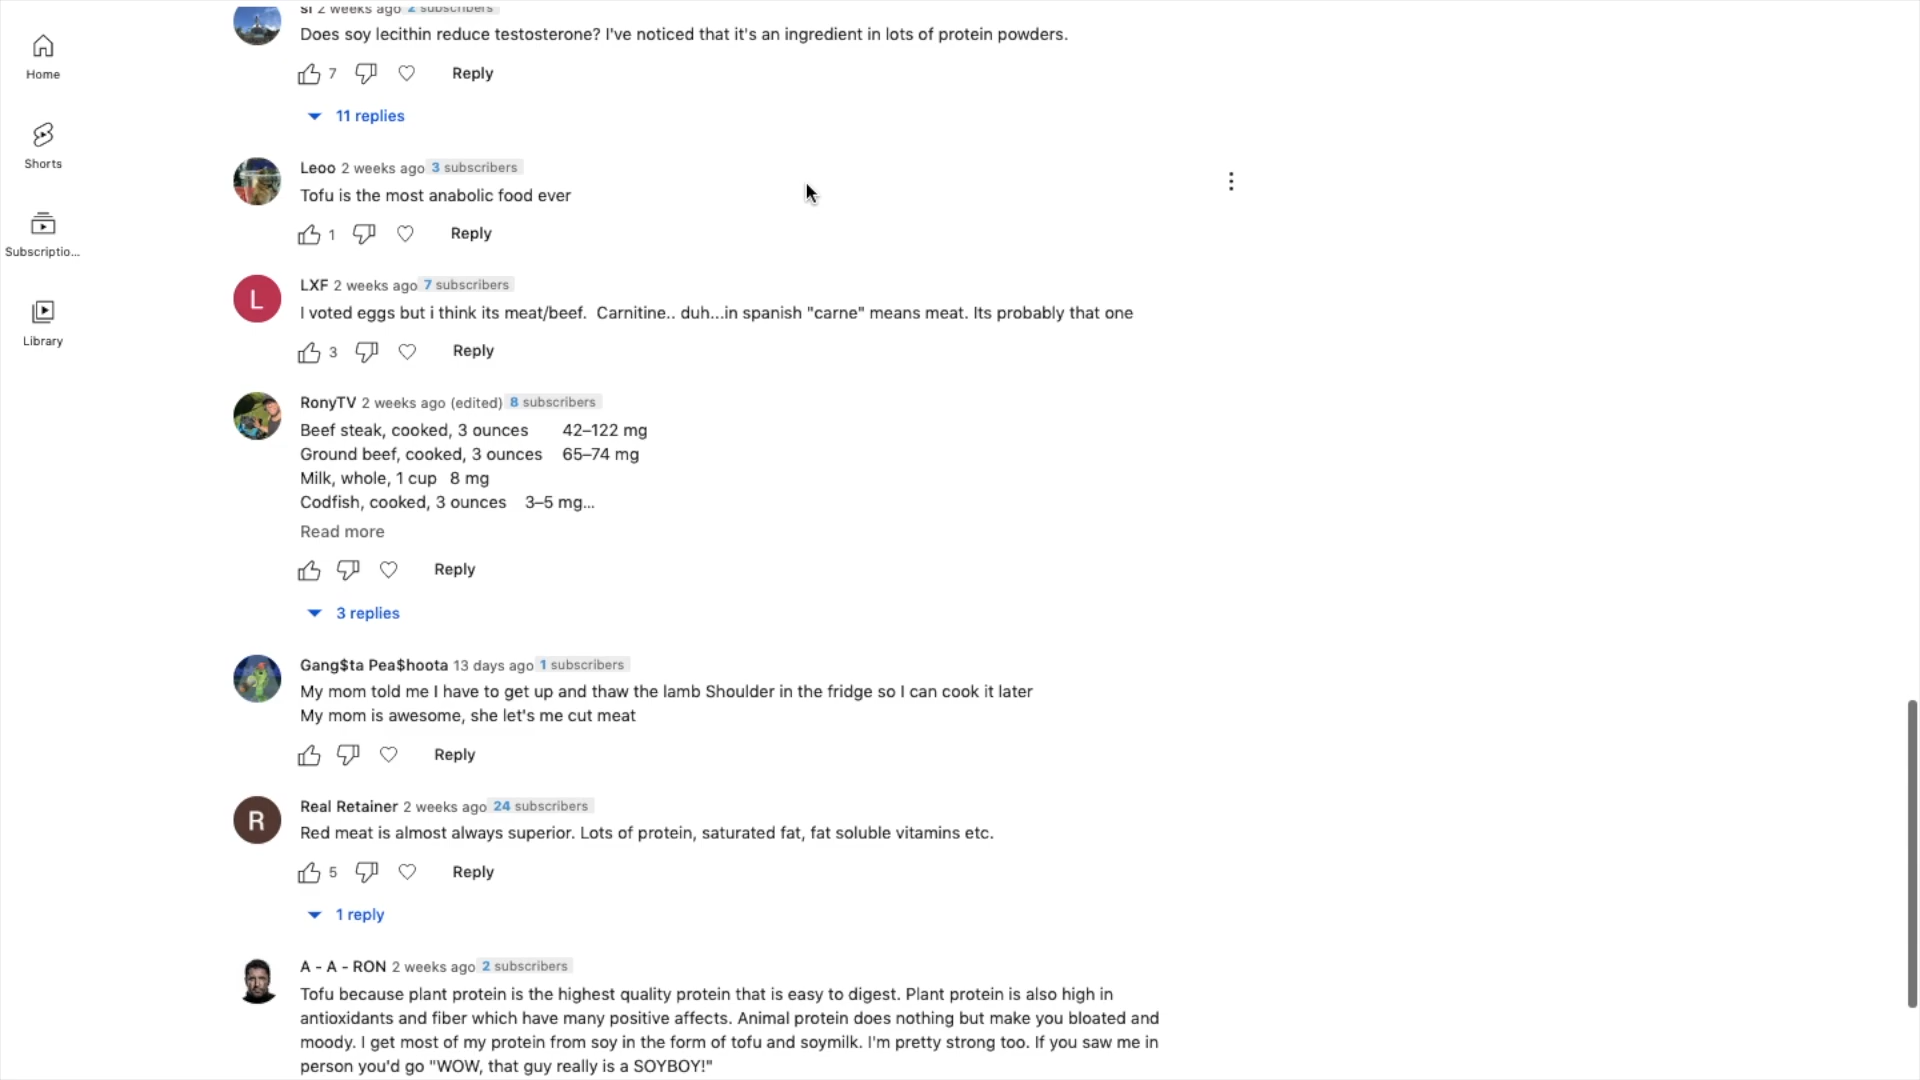 Home
Shorts
Subscriptio...
Library
si 2 weeks ago 2 subscribers
Does soy lecithin reduce testosterone? I've noticed that it's an ingredient in lots of protein powders.
7 Reply
11 replies
Leoo 2 weeks ago 3 subscribers
Tofu is the most anabolic food ever
1 Reply
L
LXF 2 weeks ago 7 subscribers
I voted eggs but i think its meat/beef. Carnitine.. duh...in spanish "carne" means meat. Its probably that one
3 Reply
RonyTV 2 weeks ago (edited) 8 subscribers
Beef steak, cooked, 3 ounces 42–122 mg
Ground beef, cooked, 3 ounces 65–74 mg
Milk, whole, 1 cup 8 mg
Codfish, cooked, 3 ounces 3–5 mg...
Read more
Reply
3 replies
Gang$ta Pea$hoota 13 days ago 1 subscribers
My mom told me I have to get up and thaw the lamb Shoulder in the fridge so I can cook it later
My mom is awesome, she let's me cut meat
Reply
R
Real Retainer 2 weeks ago 24 subscribers
Red meat is almost always superior. Lots of protein, saturated fat, fat soluble vitamins etc.
5 Reply
1 reply
A - A - RON 2 weeks ago 2 subscribers
Tofu because plant protein is the highest quality protein that is easy to digest. Plant protein is also high in
antioxidants and fiber which have many positive affects. Animal protein does nothing but make you bloated and
moody. I get most of my protein from soy in the form of tofu and soymilk. I'm pretty strong too. If you saw me in
person you'd go "WOW, that guy really is a SOYBOY!"